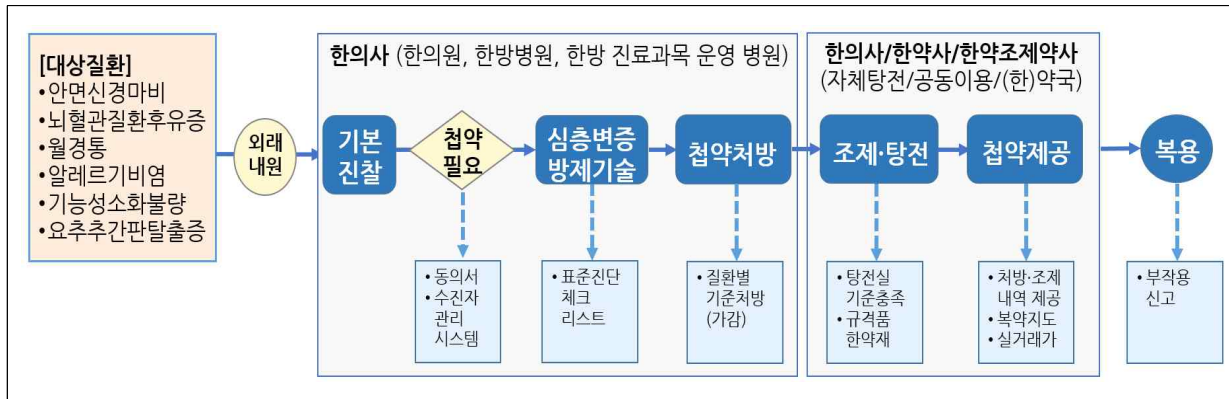 [대상질환]
•안면신경마비
•뇌혈관질환후유증
•월경통
•알레르기비염
•기능성소화불량
•요추추간판탈출증
외래
내원
한의사 (한의원, 한방병원, 한방 진료과목 운영 병원)
기본
진찰
첩약
필요
심층변증
방제기술
첩약처방
• 동의서
• 수진자
관리
시스템
• 표준진단
체크
리스트
• 질환별
기준처방
(가감)
한의사/한약사/한약조제약사
(자체탕전/공동이용/(한)약국)
조제·탕전
첩약제공
• 탕전실
기준충족
• 규격품
한약재
• 처방·조제
내역 제공
• 복약지도
• 실거래가
복용
• 부작용
신고